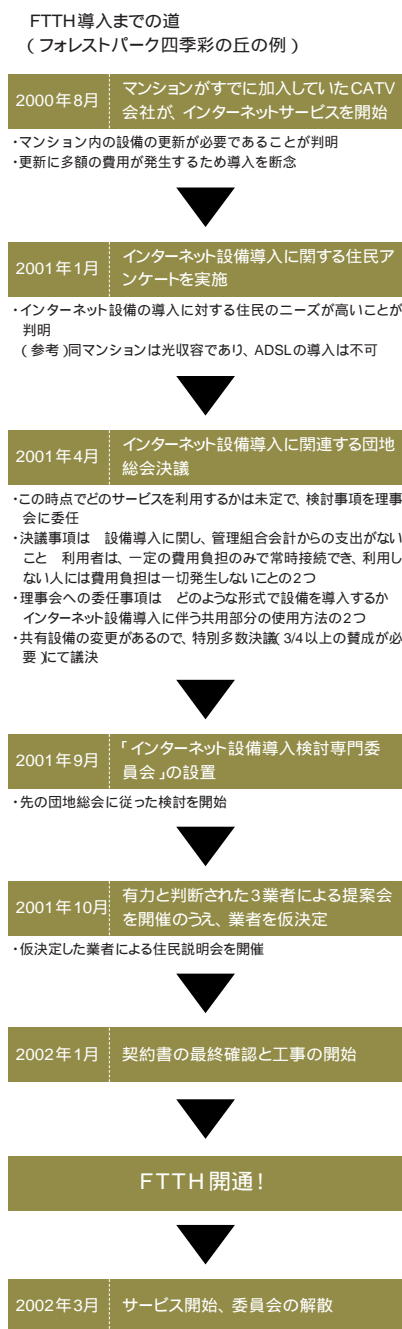 FTTH導入までの道
(フォレストパーク四季彩の丘の例)
2000年8月
マンションがすでに加入していたCATV
会社が、インターネットサービスを開始
・マンション内の設備の更新が必要であることが判明
・更新に多額の費用が発生するため導入を断念
2001年1月
インターネット設備導入に関する住民ア
ンケートを実施
・インターネット設備の導入に対する住民のニーズが高いことが
判明
(参考)同マンションは光収容であり、ADSLの導入は不可
2001年4月
インターネット設備導入に関連する団地
総会決議
・この時点でどのサービスを利用するかは未定で、検討事項を理事
会に委任
・決議事項は 設備導入に関し、管理組合会計からの支出がない
こと 利用者は、一定の費用負担のみで常時接続でき、利用し
ない人には費用負担は一切発生しないことの2つ
・理事会への委任事項は どのような形式で設備を導入するか
インターネット設備導入に伴う共用部分の使用方法の2つ
・共有設備の変更があるので、特別多数決議(3/4以上の賛成が必
要)にて議決
2001年9月
「インターネット設備導入検討専門委
員会」の設置
・先の団地総会に従った検討を開始
2001年10月
有力と判断された3業者による提案会
を開催のうえ、業者を仮決定
・仮決定した業者による住民説明会を開催
2002年1月
契約書の最終確認と工事の開始
FTTH開通!
2002年3月
サービス開始、委員会の解散